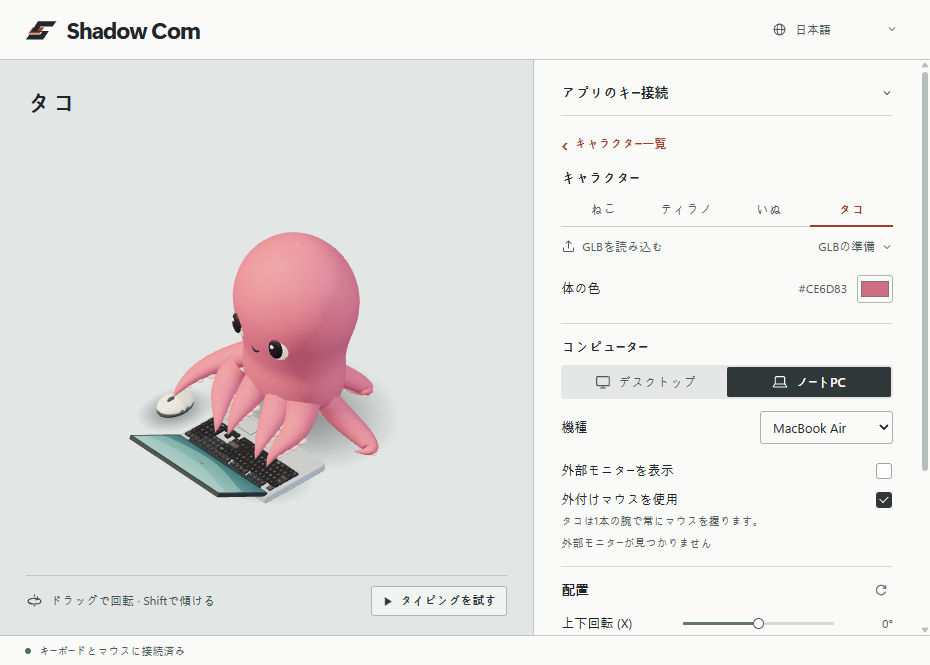 Shadow Com
日本語
タコ
アプリのキー接続
キャラクター一覧
キャラクター
ねこ ティラノ いぬ タコ
GLBを読み込む GLBの準備
体の色 #CE6D83
コンピューター
デスクトップ ノートPC
機種 MacBook Air
外部モニターを表示
外付けマウスを使用
タコは1本の腕で常にマウスを握ります。
外部モニターが見つかりません
配置
上下回転 (X) 0°
ドラッグで回転 · Shiftで傾ける
タイピングを試す
キーボードとマウスに接続済み